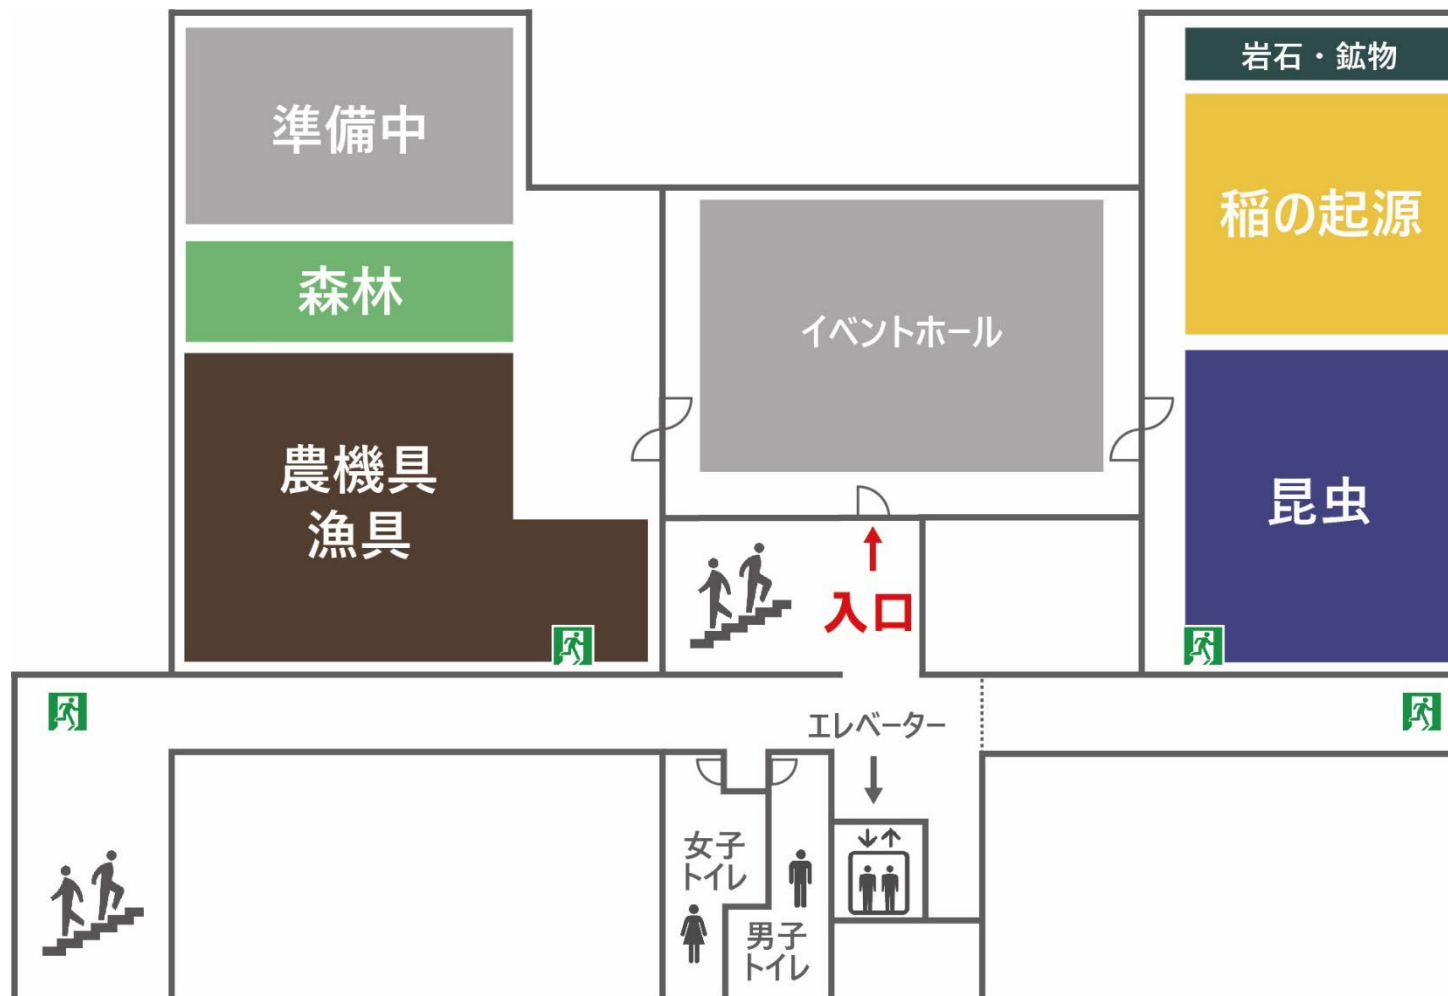 準備中
岩石・鉱物
稲の起源
森林
イベントホール
農機具
漁具
昆虫
入口
エレベーター
女子
トイレ
男子
トイレ